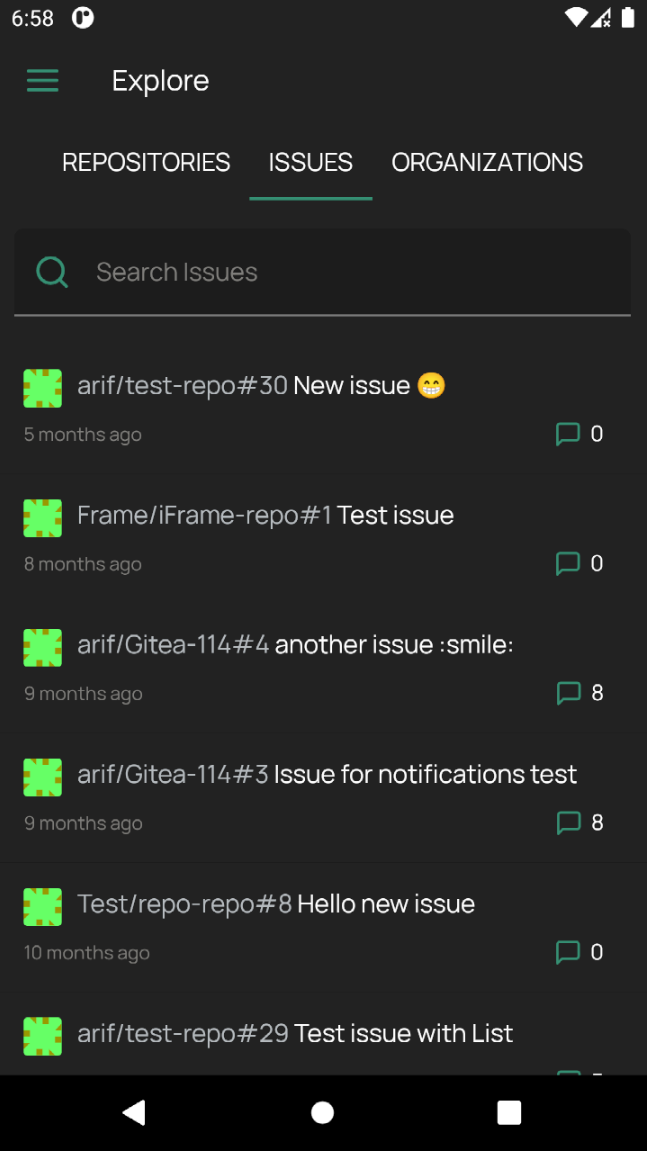 6:58
Explore
REPOSITORIES ISSUES ORGANIZATIONS
Search Issues
arif/test-repo#30 New issue 😁
5 months ago 0
Frame/iFrame-repo#1 Test issue
8 months ago 0
arif/Gitea-114#4 another issue :smile:
9 months ago 8
arif/Gitea-114#3 Issue for notifications test
9 months ago 8
Test/repo-repo#8 Hello new issue
10 months ago 0
arif/test-repo#29 Test issue with List